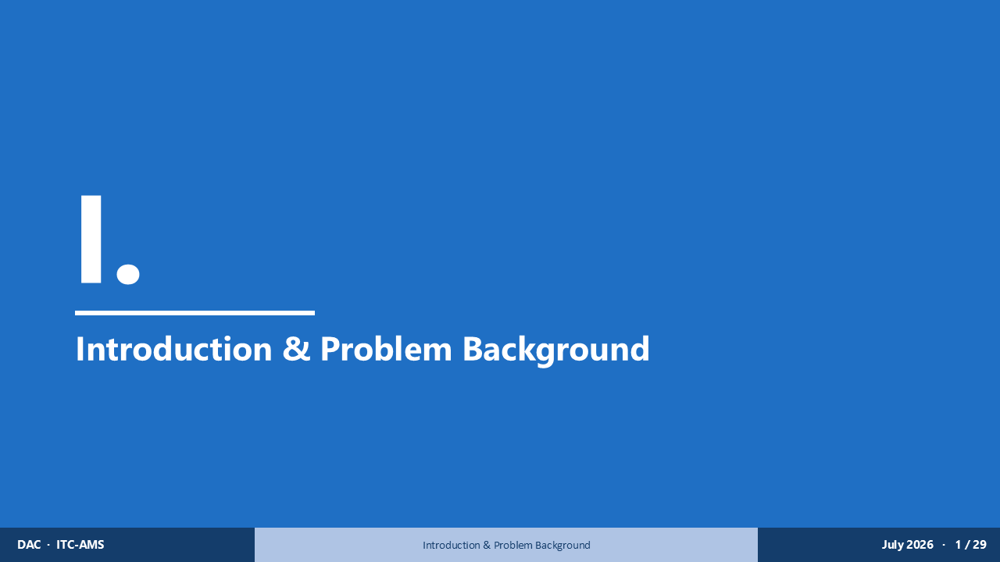 I.
Introduction & Problem Background
DAC · ITC-AMS
Introduction & Problem Background
July 2026 · 1 / 29